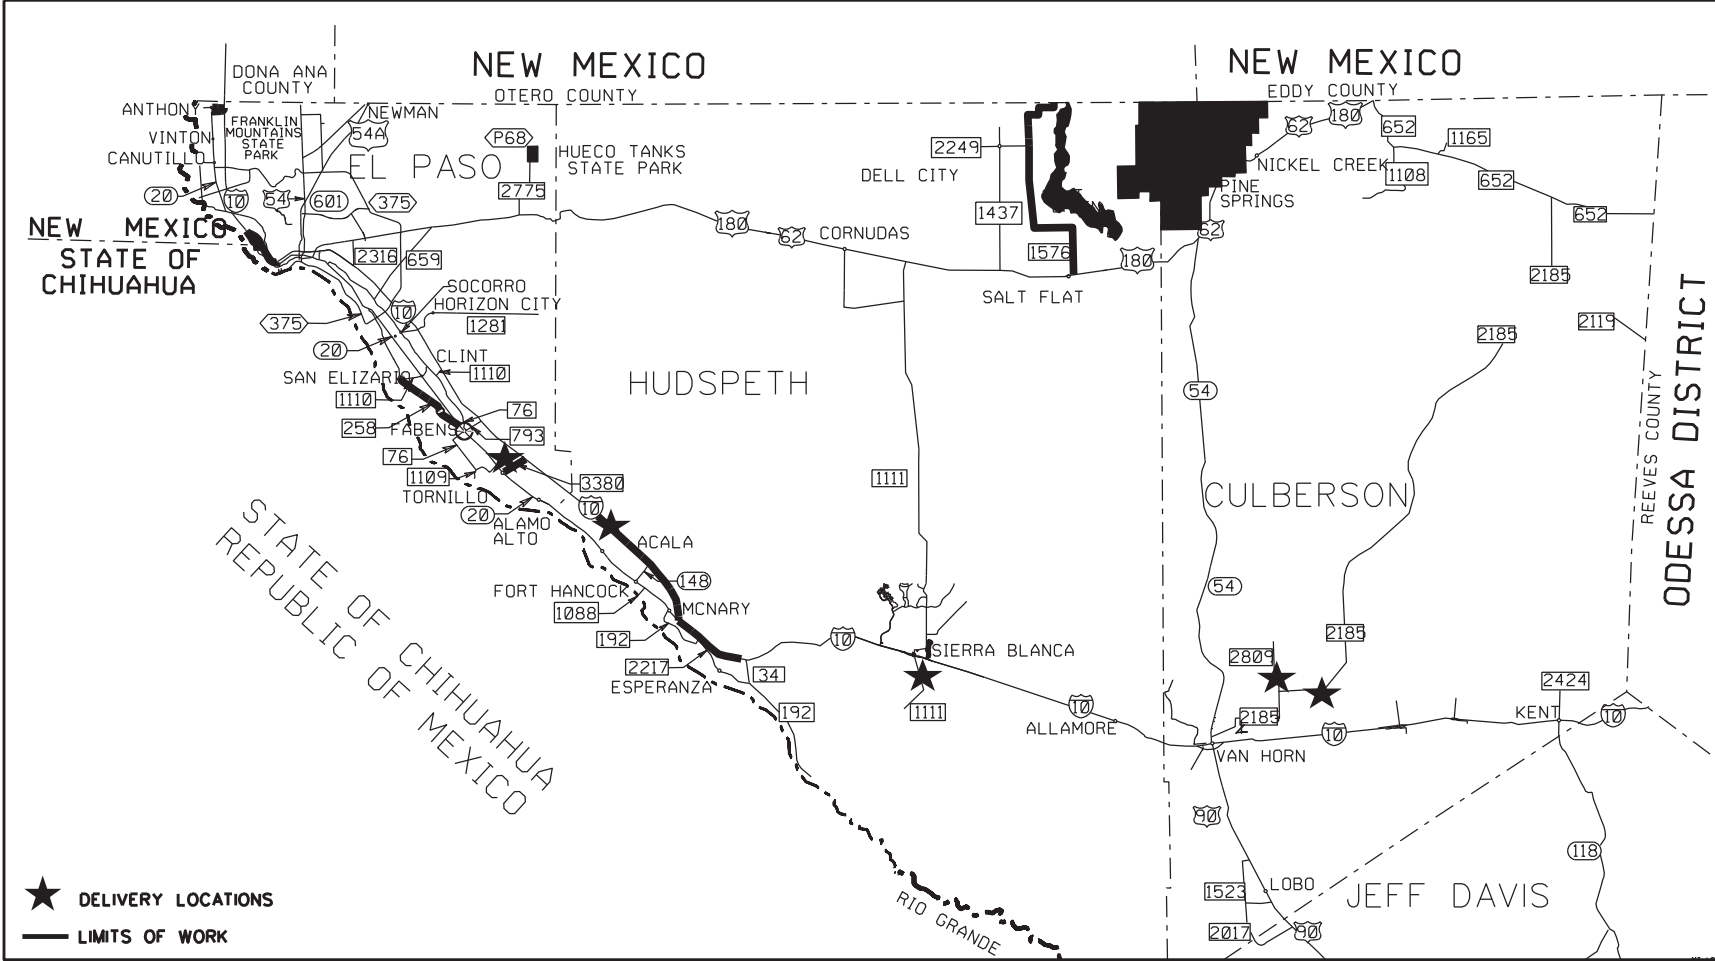 NEW MEXICO
NEW MEXICO
DONA ANA
COUNTY
OTERO COUNTY
EDDY COUNTY
ANTHONY
NEWMAN
FRANKLIN
MOUNTAINS
STATE
PARK
VINTON
CANUTILLO
54A
P68
HUECO TANKS
STATE PARK
EL PASO
2775
20
10
54
601
375
2249
DELL CITY
1437
1576
62
180
652
1165
NICKEL CREEK
1108
652
652
PINE
SPRINGS
62
180
2185
NEW MEXICO
STATE OF
CHIHUAHUA
180
62
CORNUDAS
2316
659
SALT FLAT
SOCORRO
HORIZON CITY
10
1281
375
20
CLINT
1110
SAN ELIZARIO
1110
258
FABENS
76
793
76
1109
TORNILLO
3380
20
ALAMO
ALTO
10
ACALA
HUDSPETH
1111
54
CULBERSON
2185
2119
REEVES COUNTY
ODESSA DISTRICT
54
2185
148
FORT HANCOCK
1088
MCNARY
192
2217
ESPERANZA
34
192
10
SIERRA BLANCA
1111
10
ALLAMORE
2809
2185
10
VAN HORN
2424
KENT
10
STATE OF CHIHUAHUA
REPUBLIC OF MEXICO
90
118
1523
LOBO
2017
90
JEFF DAVIS
RIO GRANDE
DELIVERY LOCATIONS
LIMITS OF WORK